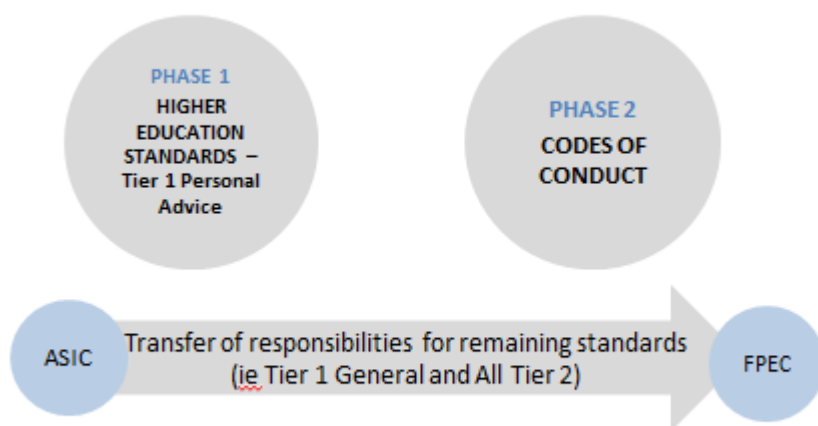 PHASE 1
HIGHER
EDUCATION
STANDARDS –
Tier 1 Personal
Advice
PHASE 2
CODES OF
CONDUCT
ASIC
Transfer of responsibilities for remaining standards
(ie Tier 1 General and All Tier 2)
FPEC